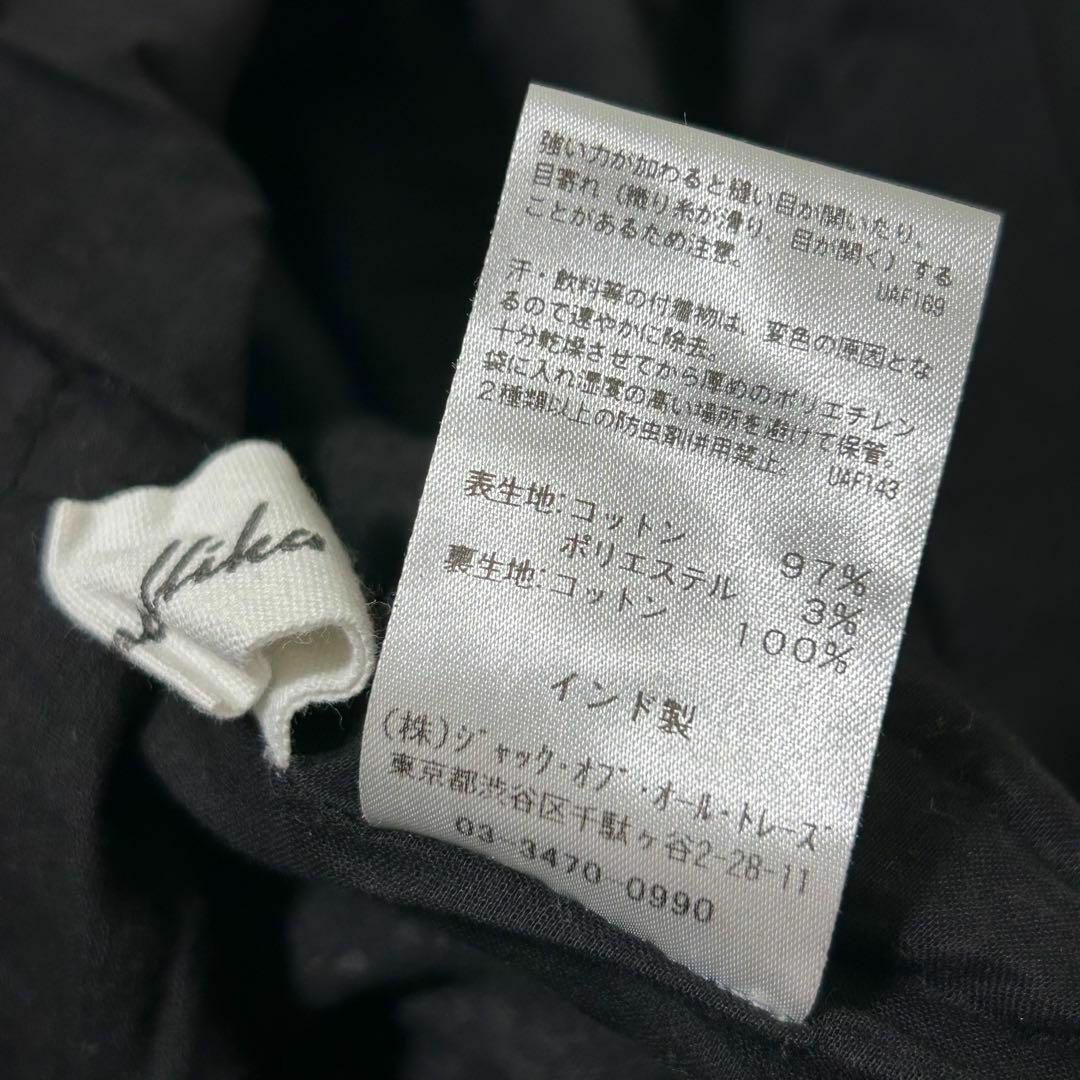 強い力が加わると縫い目が開いたり、
目寄れ（織り糸が滑り、目が開く）する
ことがあるため注意。
UAF169
汗・飲料等の付着物は、変色の原因とな
るので速やかに除去。
十分乾燥させてから厚めのポリエチレン
袋に入れ湿度の高い場所を避けて保管。
２種類以上の防虫剤併用禁止。 UAF143
表生地:コットン 97%
ポリエステル 3%
裏生地:コットン 100%
インド製
(株)ｼﾞｬｯｸ･ｵﾌﾞ･ｵｰﾙ･ﾄﾚｰｽﾞ
東京都渋谷区千駄ヶ谷2-28-11
03-3470-0990